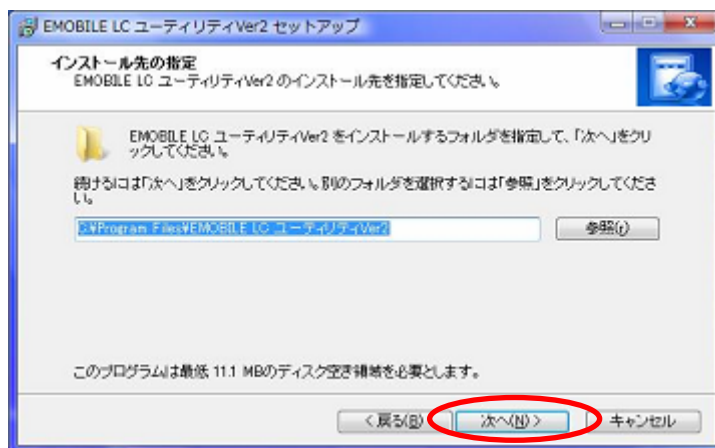 EMOBILE LC ユーティリティVer2 セットアップ
インストール先の指定
EMOBILE LC ユーティリティVer2 のインストール先を指定してください。
EMOBILE LC ユーティリティVer2 をインストールするフォルダを指定して、「次へ」をクリ
ックしてください。
続けるには「次へ」をクリックしてください。別のフォルダを選択するには「参照」をクリックしてくださ
い。
C:¥Program Files¥EMOBILE LC ユーティリティVer2
参照(r)
このプログラムは最低 11.1 MBのディスク空き領域を必要とします。
< 戻る(B)
次へ(N) >
キャンセル